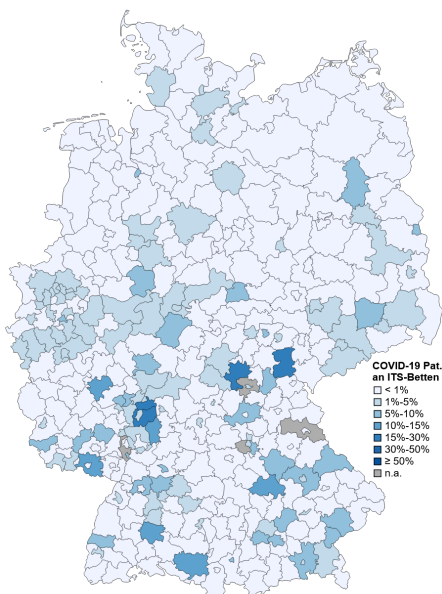 COVID-19 Pat.
an ITS-Betten
< 1%
1%-5%
5%-10%
10%-15%
15%-30%
30%-50%
≥ 50%
n.a.